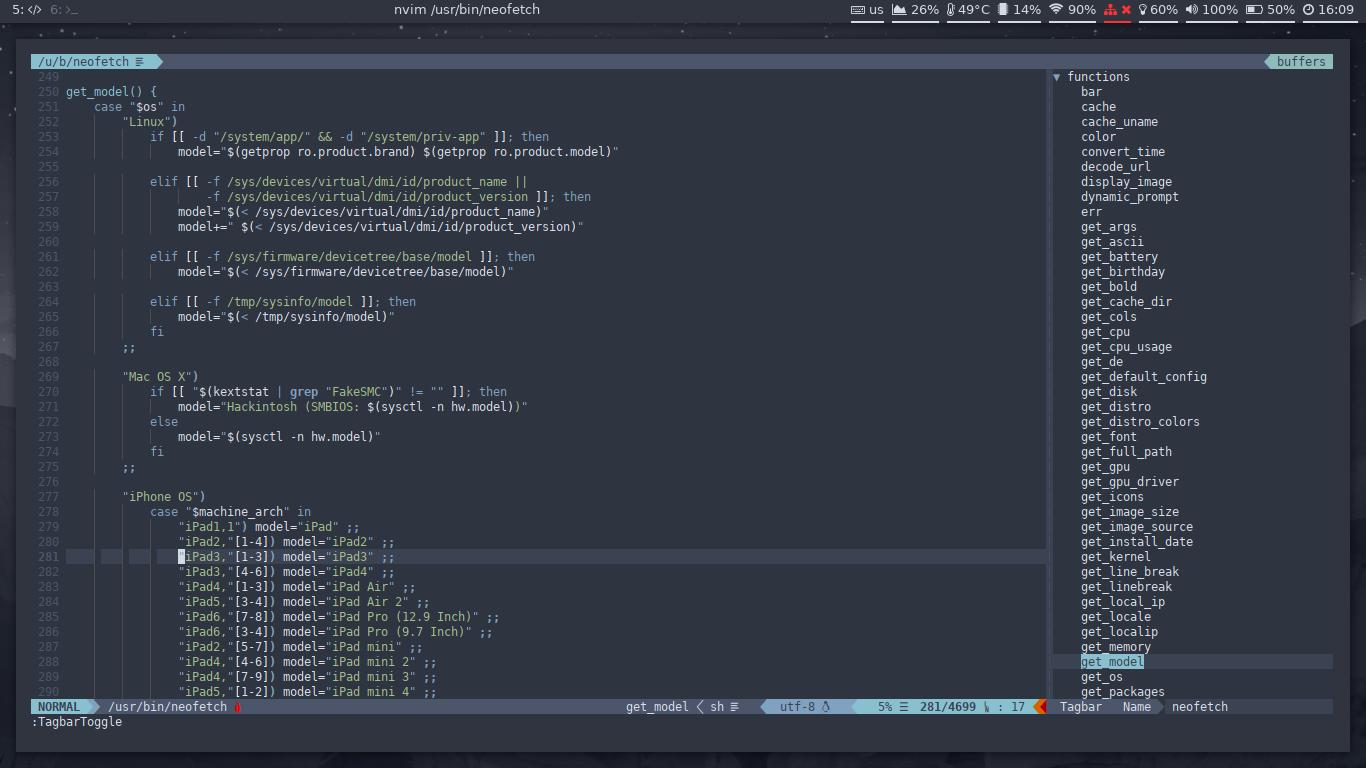 5: </> 6: >_ nvim /usr/bin/neofetch us 26% 49°C 14% 90% 60% 100% 50% 16:09
/u/b/neofetch buffers
249
250 get_model() {
251 case "$os" in
252 "Linux")
253 if [[ -d "/system/app/" && -d "/system/priv-app" ]]; then
254 model="$(getprop ro.product.brand) $(getprop ro.product.model)"
255
256 elif [[ -f /sys/devices/virtual/dmi/id/product_name ||
257 -f /sys/devices/virtual/dmi/id/product_version ]]; then
258 model="$(< /sys/devices/virtual/dmi/id/product_name)"
259 model+=" $(< /sys/devices/virtual/dmi/id/product_version)"
260
261 elif [[ -f /sys/firmware/devicetree/base/model ]]; then
262 model="$(< /sys/firmware/devicetree/base/model)"
263
264 elif [[ -f /tmp/sysinfo/model ]]; then
265 model="$(< /tmp/sysinfo/model)"
266 fi
267 ;;
268
269 "Mac OS X")
270 if [[ "$(kextstat | grep "FakeSMC")" != "" ]]; then
271 model="Hackintosh (SMBIOS: $(sysctl -n hw.model))"
272 else
273 model="$(sysctl -n hw.model)"
274 fi
275 ;;
276
277 "iPhone OS")
278 case "$machine_arch" in
279 "iPad1,1") model="iPad" ;;
280 "iPad2,"[1-4]) model="iPad2" ;;
281 "iPad3,"[1-3]) model="iPad3" ;;
282 "iPad3,"[4-6]) model="iPad4" ;;
283 "iPad4,"[1-3]) model="iPad Air" ;;
284 "iPad5,"[3-4]) model="iPad Air 2" ;;
285 "iPad6,"[7-8]) model="iPad Pro (12.9 Inch)" ;;
286 "iPad6,"[3-4]) model="iPad Pro (9.7 Inch)" ;;
287 "iPad2,"[5-7]) model="iPad mini" ;;
288 "iPad4,"[4-6]) model="iPad mini 2" ;;
289 "iPad4,"[7-9]) model="iPad mini 3" ;;
290 "iPad5,"[1-2]) model="iPad mini 4" ;;
▼ functions
bar
cache
cache_uname
color
convert_time
decode_url
display_image
dynamic_prompt
err
get_args
get_ascii
get_battery
get_birthday
get_bold
get_cache_dir
get_cols
get_cpu
get_cpu_usage
get_de
get_default_config
get_disk
get_distro
get_distro_colors
get_font
get_full_path
get_gpu
get_gpu_driver
get_icons
get_image_size
get_image_source
get_install_date
get_kernel
get_line_break
get_linebreak
get_local_ip
get_locale
get_localip
get_memory
get_model
get_os
get_packages
NORMAL /usr/bin/neofetch get_model < sh utf-8 5% ☰ 281/4699 : 17 Tagbar Name neofetch
:TagbarToggle